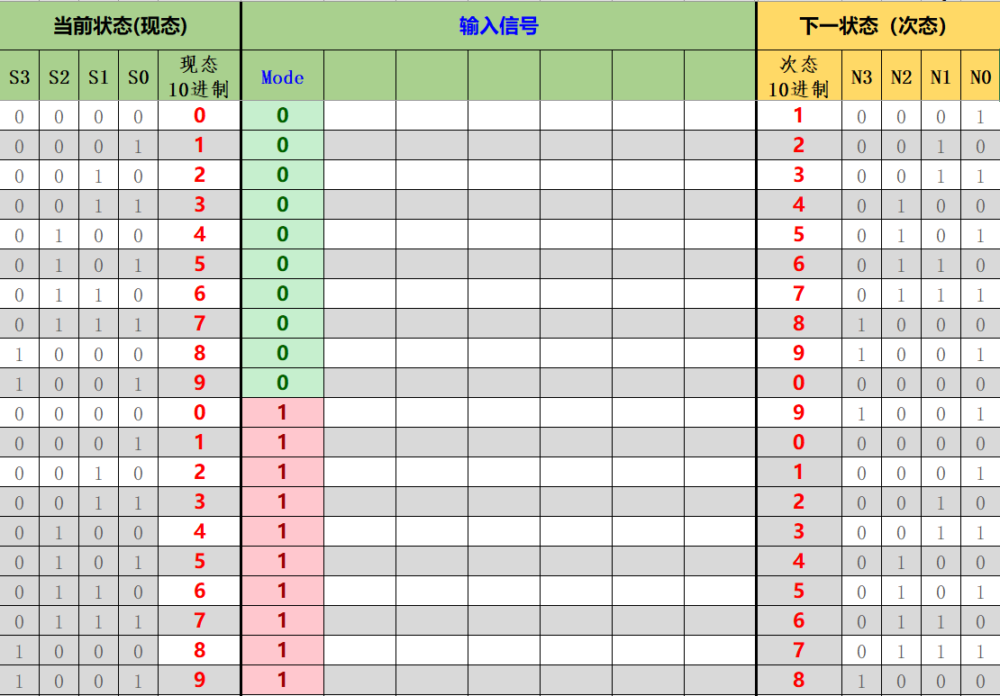 当前状态(现态) 输入信号 下一状态（次态）
S3 S2 S1 S0 现态 10进制 Mode 次态 10进制 N3 N2 N1 N0
0 0 0 0 0 0 1 0 0 0 1
0 0 0 1 1 0 2 0 0 1 0
0 0 1 0 2 0 3 0 0 1 1
0 0 1 1 3 0 4 0 1 0 0
0 1 0 0 4 0 5 0 1 0 1
0 1 0 1 5 0 6 0 1 1 0
0 1 1 0 6 0 7 0 1 1 1
0 1 1 1 7 0 8 1 0 0 0
1 0 0 0 8 0 9 1 0 0 1
1 0 0 1 9 0 0 0 0 0 0
0 0 0 0 0 1 9 1 0 0 1
0 0 0 1 1 1 0 0 0 0 0
0 0 1 0 2 1 1 0 0 0 1
0 0 1 1 3 1 2 0 0 1 0
0 1 0 0 4 1 3 0 0 1 1
0 1 0 1 5 1 4 0 1 0 0
0 1 1 0 6 1 5 0 1 0 1
0 1 1 1 7 1 6 0 1 1 0
1 0 0 0 8 1 7 0 1 1 1
1 0 0 1 9 1 8 1 0 0 0